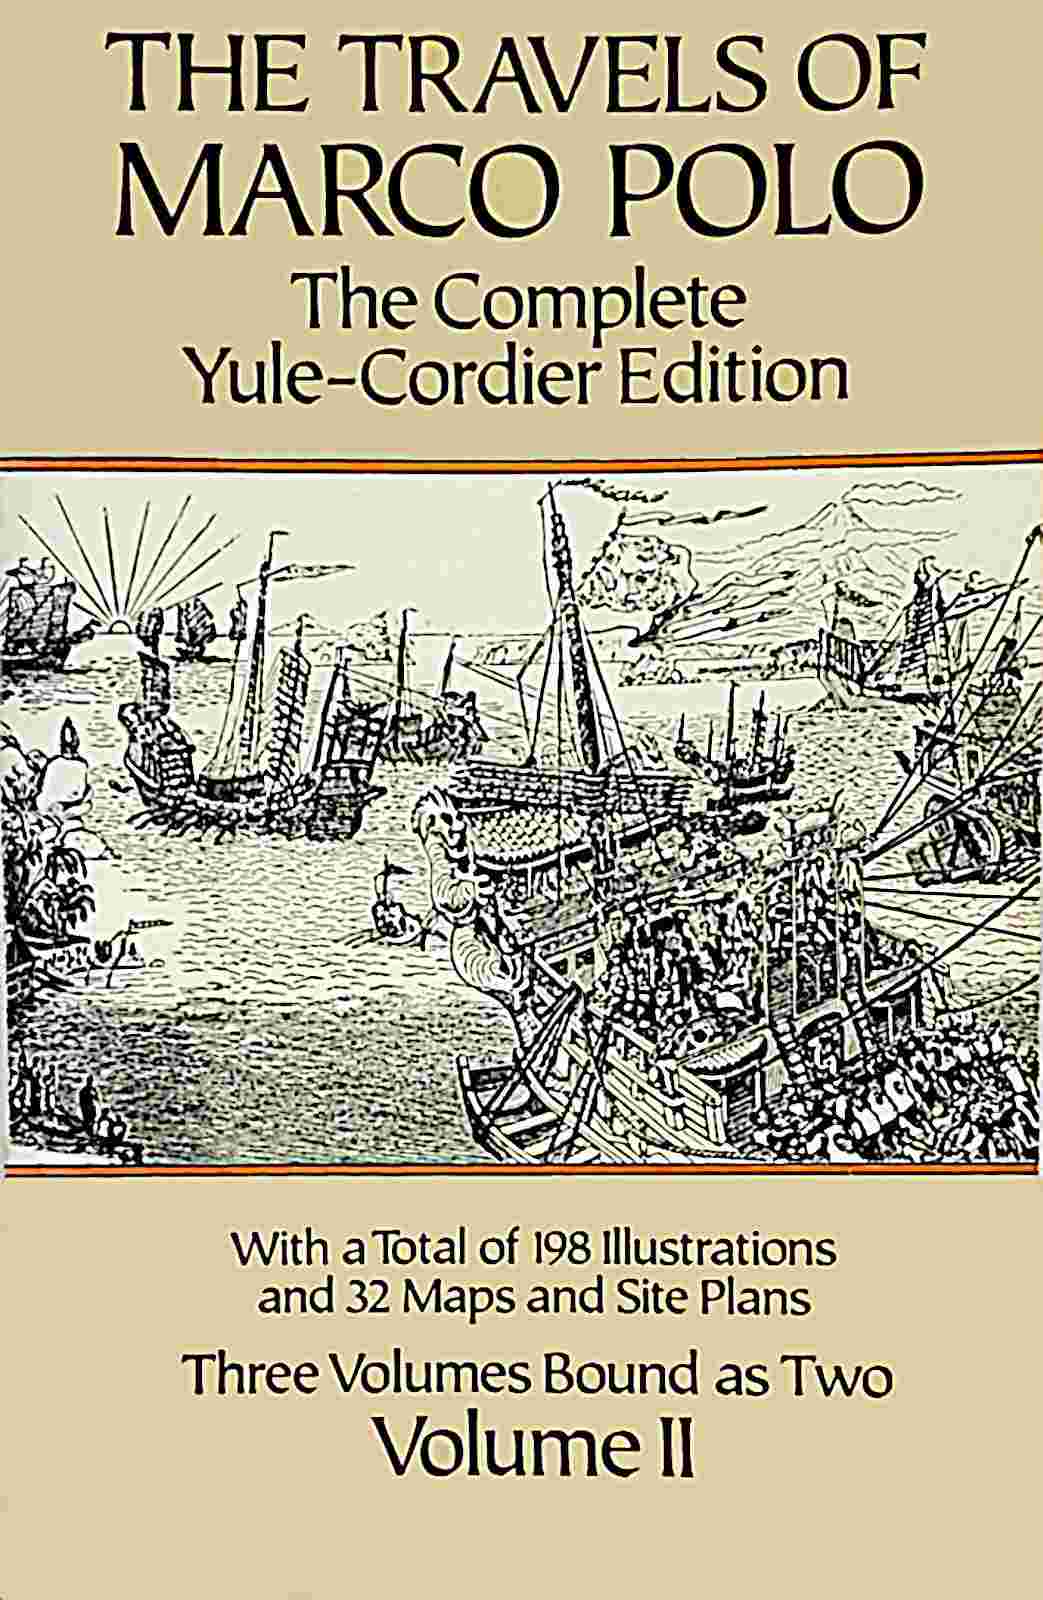 THE TRAVELS OF
MARCO POLO
The Complete
Yule-Cordier Edition
With a Total of 198 Illustrations
and 32 Maps and Site Plans
Three Volumes Bound as Two
Volume II